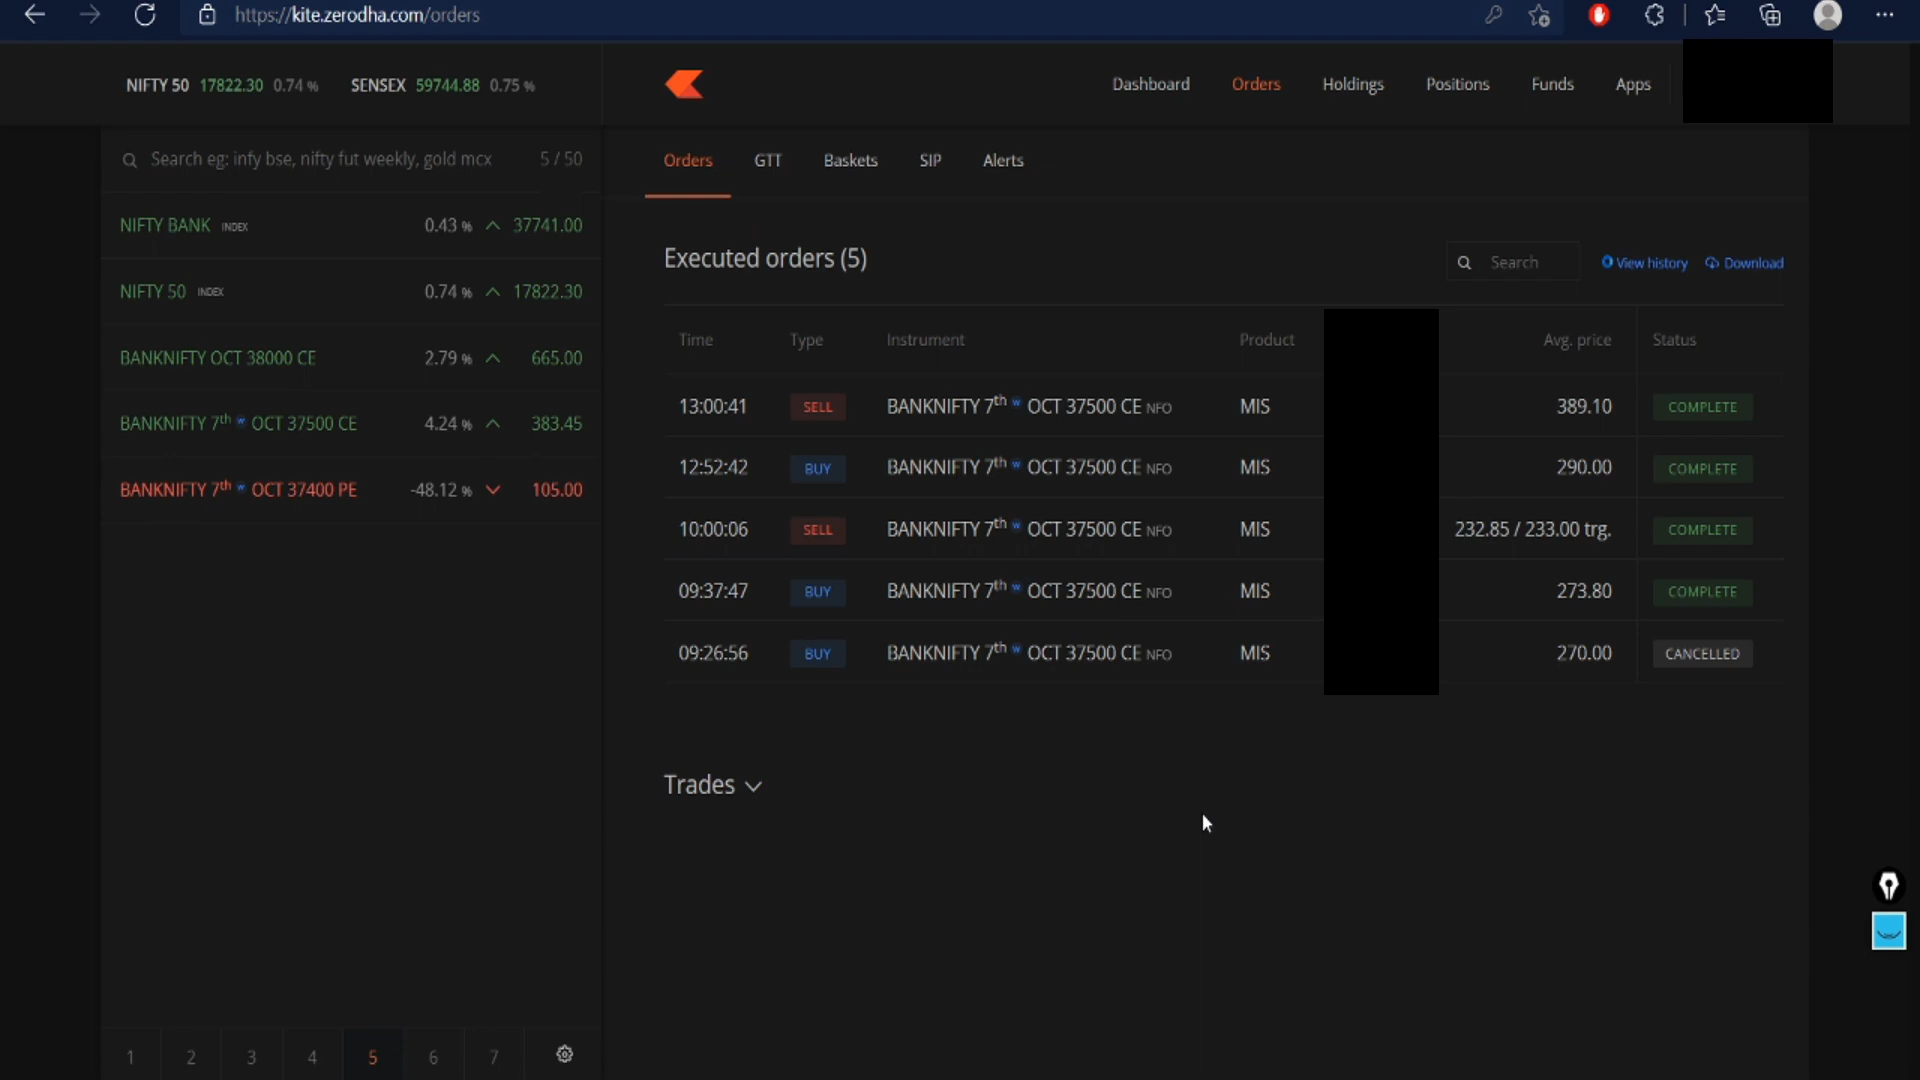 https://kite.zerodha.com/orders
NIFTY 50 17822.30 0.74 % SENSEX 59744.88 0.75 %
Dashboard Orders Holdings Positions Funds Apps
Search eg: infy bse, nifty fut weekly, gold mcx 5 / 50
NIFTY BANK INDEX 0.43 % 37741.00
NIFTY 50 INDEX 0.74 % 17822.30
BANKNIFTY OCT 38000 CE 2.79 % 665.00
BANKNIFTY 7th w OCT 37500 CE 4.24 % 383.45
BANKNIFTY 7th w OCT 37400 PE -48.12 % 105.00
1 2 3 4 5 6 7
Orders GTT Baskets SIP Alerts
Executed orders (5) Search View history Download
Time Type Instrument Product Avg. price Status
13:00:41 SELL BANKNIFTY 7th w OCT 37500 CE NFO MIS 389.10 COMPLETE
12:52:42 BUY BANKNIFTY 7th w OCT 37500 CE NFO MIS 290.00 COMPLETE
10:00:06 SELL BANKNIFTY 7th w OCT 37500 CE NFO MIS 232.85 / 233.00 trg. COMPLETE
09:37:47 BUY BANKNIFTY 7th w OCT 37500 CE NFO MIS 273.80 COMPLETE
09:26:56 BUY BANKNIFTY 7th w OCT 37500 CE NFO MIS 270.00 CANCELLED
Trades